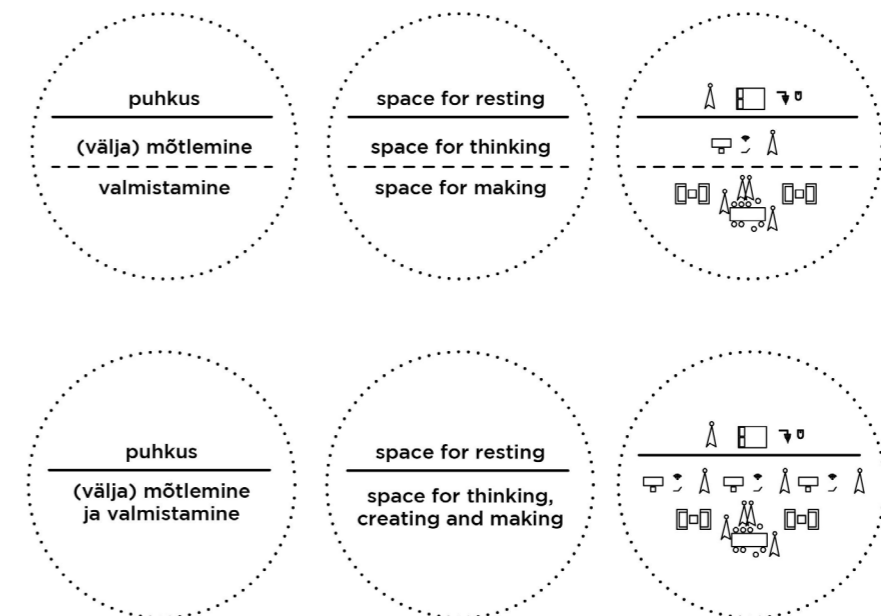 puhkus
(välja) mõtlemine
valmistamine
space for resting
space for thinking
space for making
puhkus
(välja) mõtlemine
ja valmistamine
space for resting
space for thinking,
creating and making